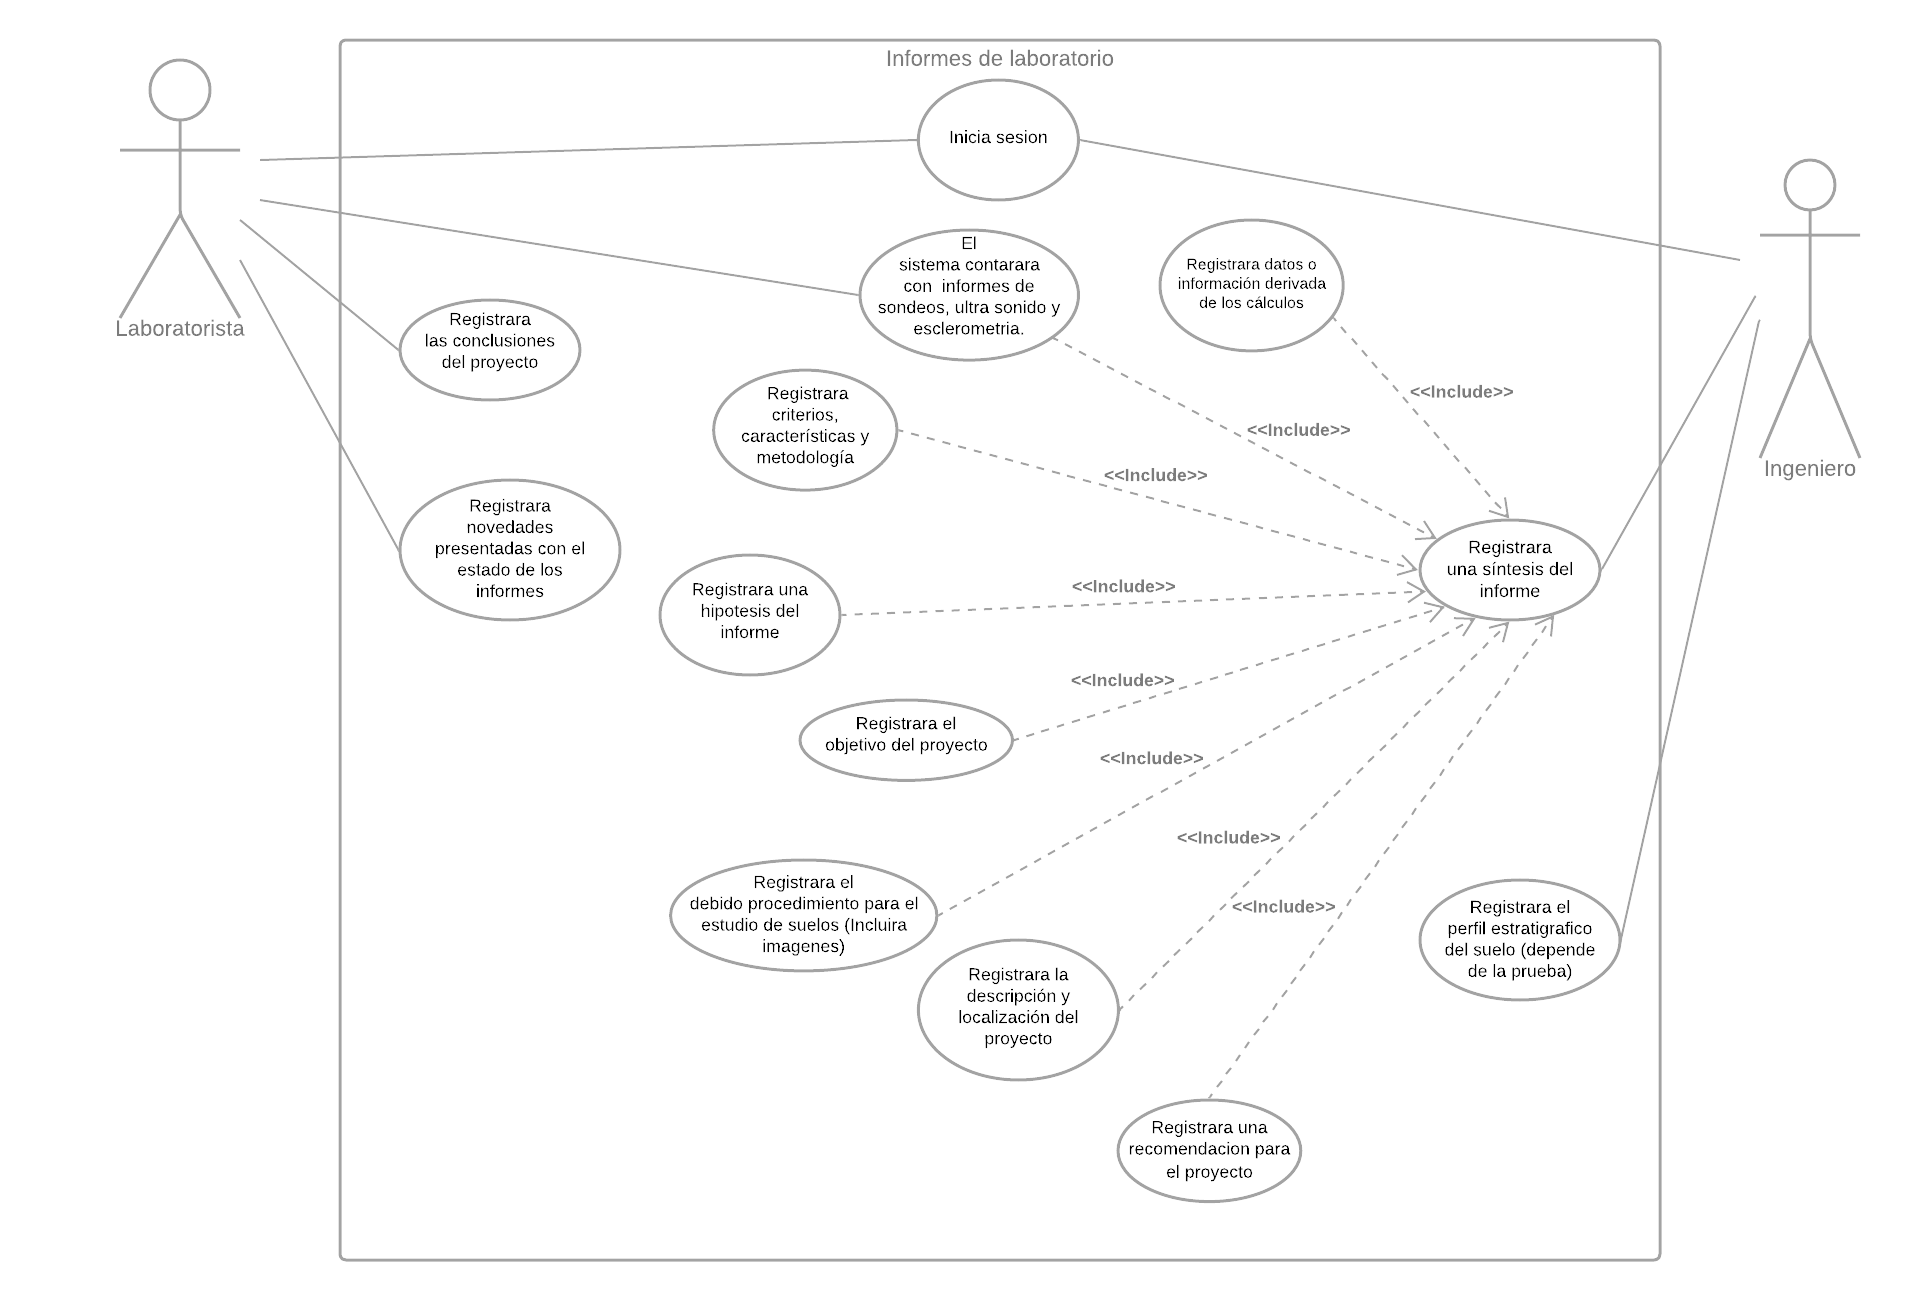 Informes de laboratorio
Inicia sesion
El
sistema contarara
con  informes de
sondeos, ultra sonido y
esclerometria.
Registrara datos o
información derivada
de los cálculos
Laboratorista
Registrara
las conclusiones
del proyecto
Registrara
criterios,
características y
metodología
<<Include>>
<<Include>>
<<Include>>
Ingeniero
Registrara
novedades
presentadas con el
estado de los
informes
Registrara
una síntesis del
informe
Registrara una
hipotesis del
informe
<<Include>>
<<Include>>
Registrara el
objetivo del proyecto
<<Include>>
<<Include>>
Registrara el
debido procedimiento para el
estudio de suelos (Incluira
imagenes)
<<Include>>
Registrara el
perfil estratigrafico
del suelo (depende
de la prueba)
Registrara la
descripción y
localización del
proyecto
Registrara una
recomendacion para
el proyecto